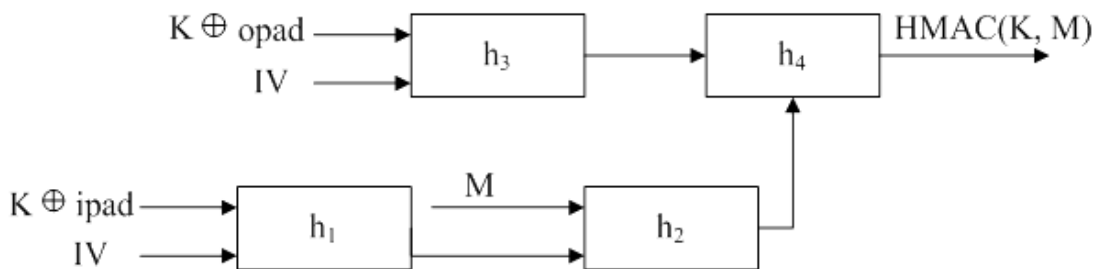 K ⊕ opad
IV
h₃
h₄
HMAC(K, M)
K ⊕ ipad
IV
h₁
M
h₂